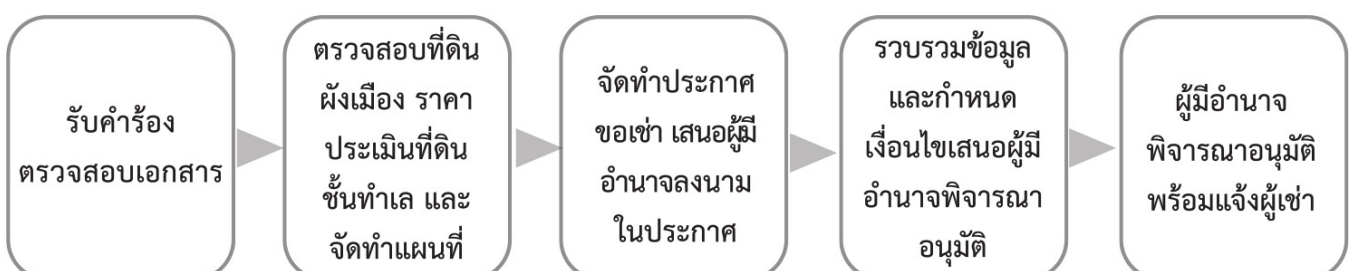 รับคำร้อง
ตรวจสอบเอกสาร
ตรวจสอบที่ดิน
ผังเมือง ราคา
ประเมินที่ดิน
ชั้นทำเล และ
จัดทำแผนที่
จัดทำประกาศ
ขอเช่า เสนอผู้มี
อำนาจลงนาม
ในประกาศ
รวบรวมข้อมูล
และกำหนด
เงื่อนไขเสนอผู้มี
อำนาจพิจารณา
อนุมัติ
ผู้มีอำนาจ
พิจารณาอนุมัติ
พร้อมแจ้งผู้เช่า